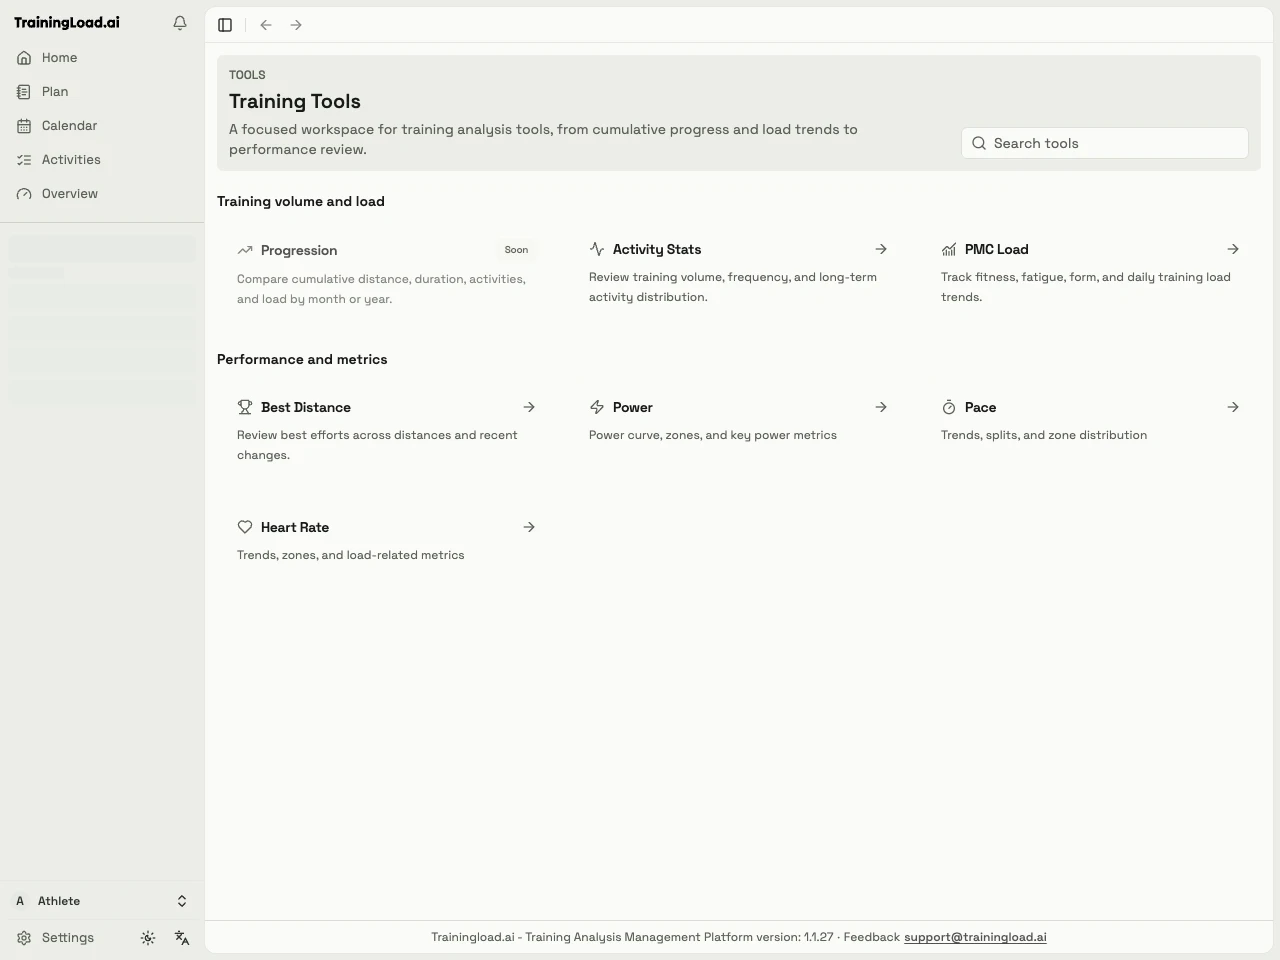 TrainingLoad.ai
Home
Plan
Calendar
Activities
Overview
A
Athlete
Settings
TOOLS
Training Tools
A focused workspace for training analysis tools, from cumulative progress and load trends to
performance review.
Search tools
Training volume and load
Progression
Soon
Compare cumulative distance, duration, activities,
and load by month or year.
Activity Stats
Review training volume, frequency, and long-term
activity distribution.
PMC Load
Track fitness, fatigue, form, and daily training load
trends.
Performance and metrics
Best Distance
Review best efforts across distances and recent
changes.
Power
Power curve, zones, and key power metrics
Pace
Trends, splits, and zone distribution
Heart Rate
Trends, zones, and load-related metrics
Trainingload.ai - Training Analysis Management Platform version: 1.1.27 · Feedback support@trainingload.ai